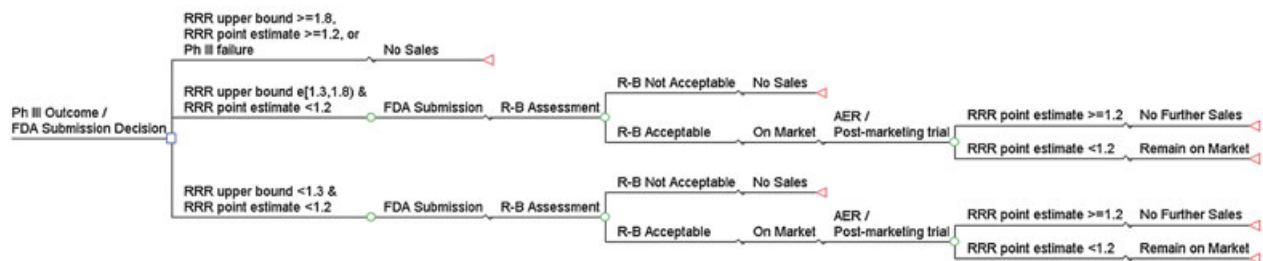 RRR upper bound >=1.8,
RRR point estimate >=1.2, or
Ph III failure
No Sales
Ph III Outcome /
FDA Submission Decision
RRR upper bound e[1.3,1.8) &
RRR point estimate <1.2
FDA Submission
R-B Assessment
R-B Not Acceptable
No Sales
R-B Acceptable
On Market
AER /
Post-marketing trial
RRR point estimate >=1.2
No Further Sales
RRR point estimate <1.2
Remain on Market
RRR upper bound <1.3 &
RRR point estimate <1.2
FDA Submission
R-B Assessment
R-B Not Acceptable
No Sales
R-B Acceptable
On Market
AER /
Post-marketing trial
RRR point estimate >=1.2
No Further Sales
RRR point estimate <1.2
Remain on Market